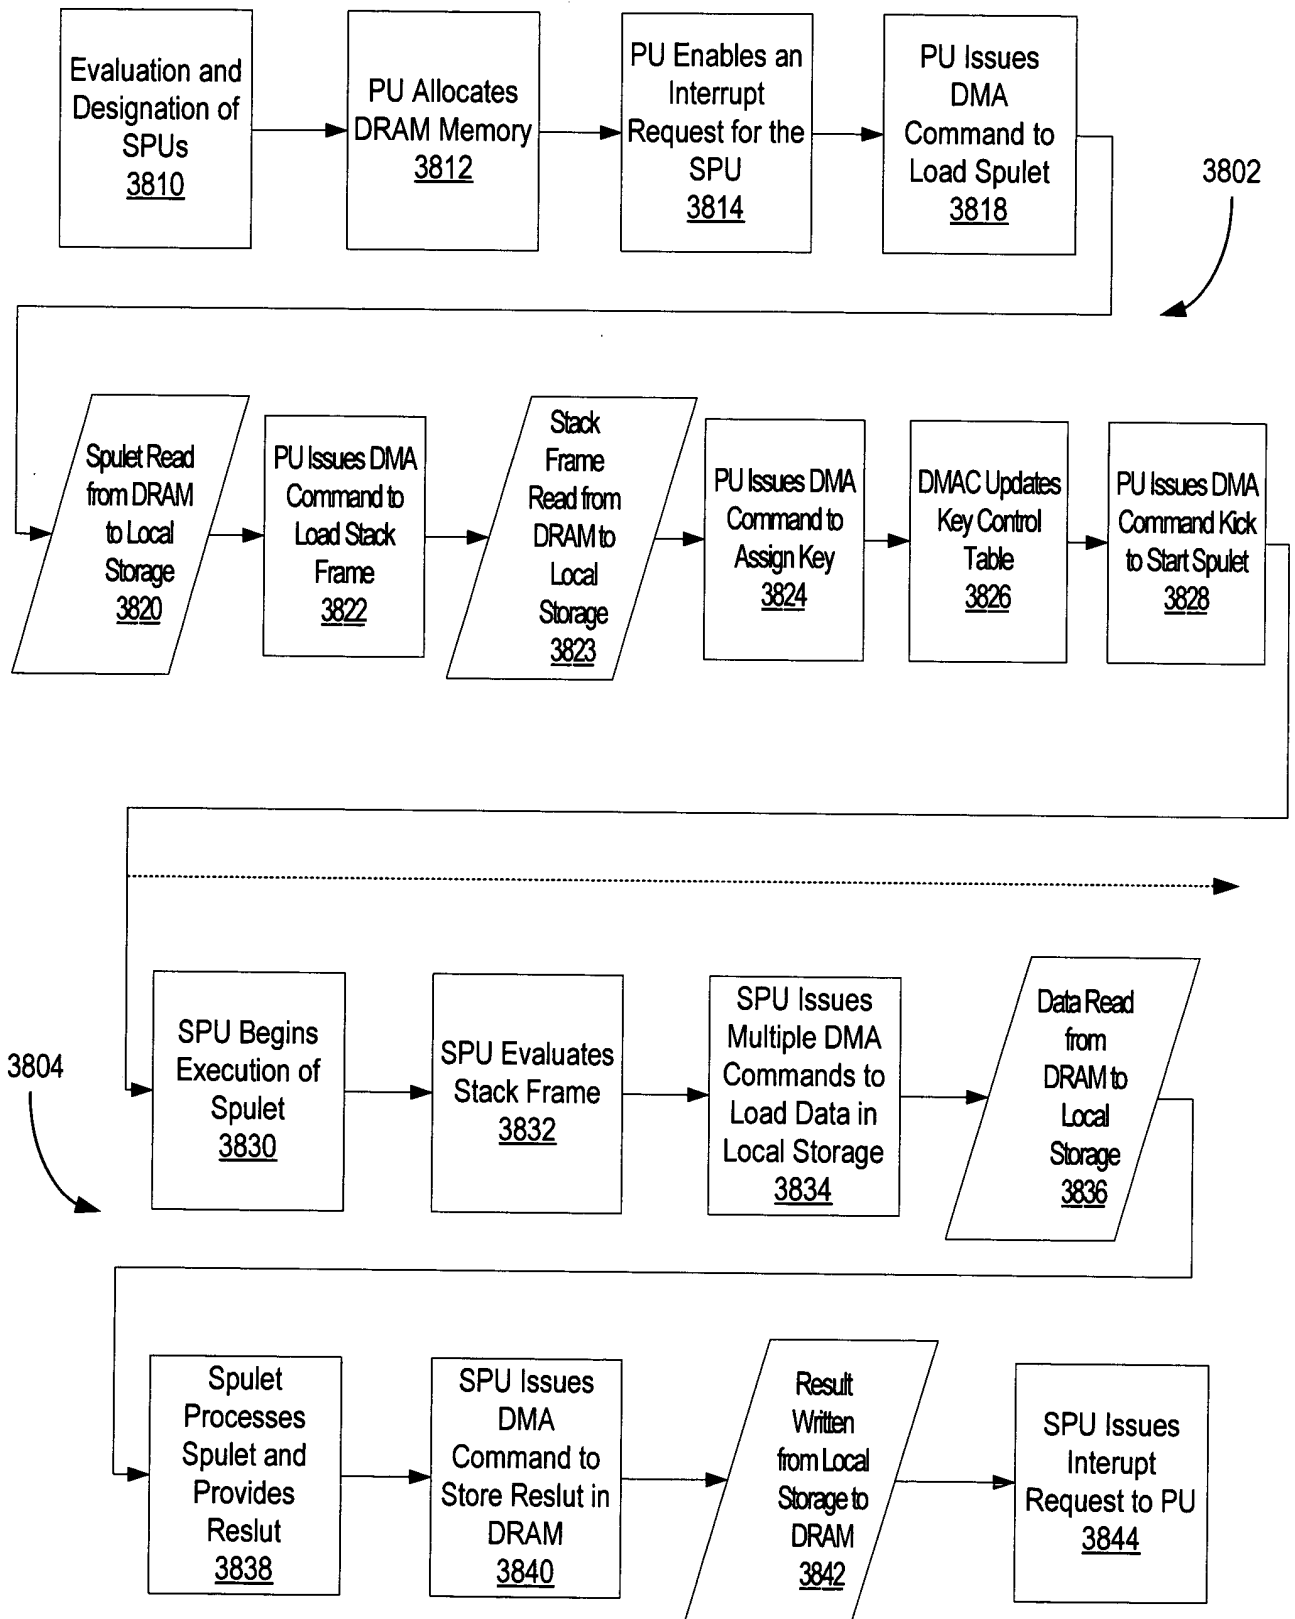 Evaluation and
Designation of
SPUs
3810
PU Allocates
DRAM Memory
3812
PU Enables an
Interrupt
Request for the
SPU
3814
PU Issues
DMA
Command to
Load Spulet
3818
3802
Spulet Read
from DRAM
to Local
Storage
3820
PU Issues DMA
Command to
Load Stack
Frame
3822
Stack
Frame
Read from
DRAM to
Local
Storage
3823
PU Issues DMA
Command to
Assign Key
3824
DMAC Updates
Key Control
Table
3826
PU Issues DMA
Command Kick
to Start Spulet
3828
3804
SPU Begins
Execution of
Spulet
3830
SPU Evaluates
Stack Frame
3832
SPU Issues
Multiple DMA
Commands to
Load Data in
Local Storage
3834
Data Read
from
DRAM to
Local
Storage
3836
Spulet
Processes
Spulet and
Provides
Reslut
3838
SPU Issues
DMA
Command to
Store Reslut in
DRAM
3840
Result
Written
from Local
Storage to
DRAM
3842
SPU Issues
Interupt
Request to PU
3844